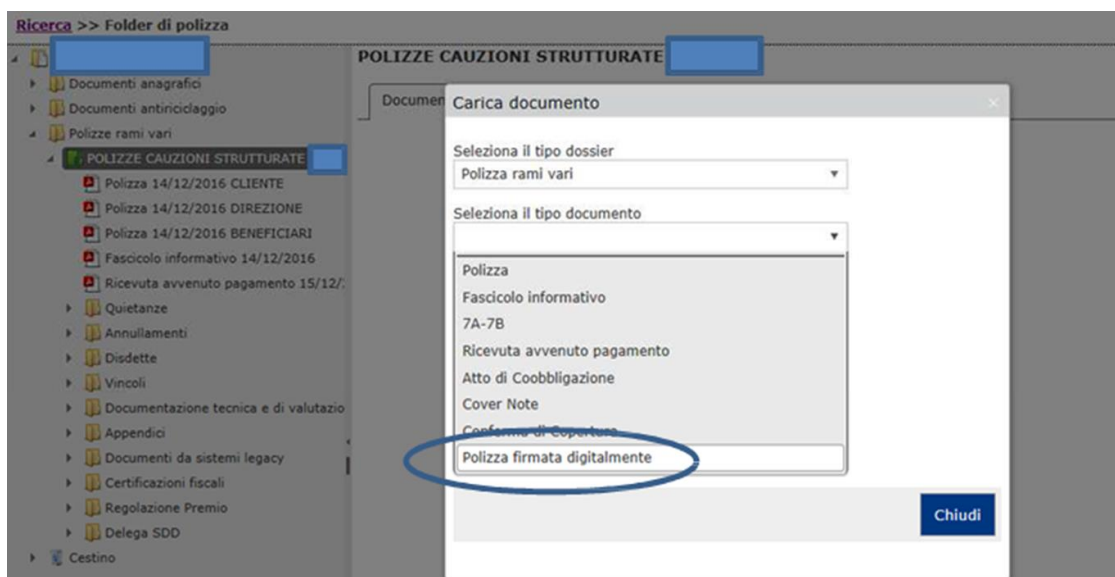 Ricerca >> Folder di polizza
Documenti anagrafici
Documenti antiriciclaggio
Polizze rami vari
POLIZZE CAUZIONI STRUTTURATE
Polizza 14/12/2016 CLIENTE
Polizza 14/12/2016 DIREZIONE
Polizza 14/12/2016 BENEFICIARI
Fascicolo informativo 14/12/2016
Ricevuta avvenuto pagamento 15/12/
Quietanze
Annullamenti
Disdette
Vincoli
Documentazione tecnica e di valutazio
Appendici
Documenti da sistemi legacy
Certificazioni fiscali
Regolazione Premio
Delega SDD
Cestino
POLIZZE CAUZIONI STRUTTURATE
Documen
Carica documento
Seleziona il tipo dossier
Polizza rami vari
Seleziona il tipo documento
Polizza
Fascicolo informativo
7A-7B
Ricevuta avvenuto pagamento
Atto di Coobbligazione
Cover Note
Conferma di Copertura
Polizza firmata digitalmente
Chiudi